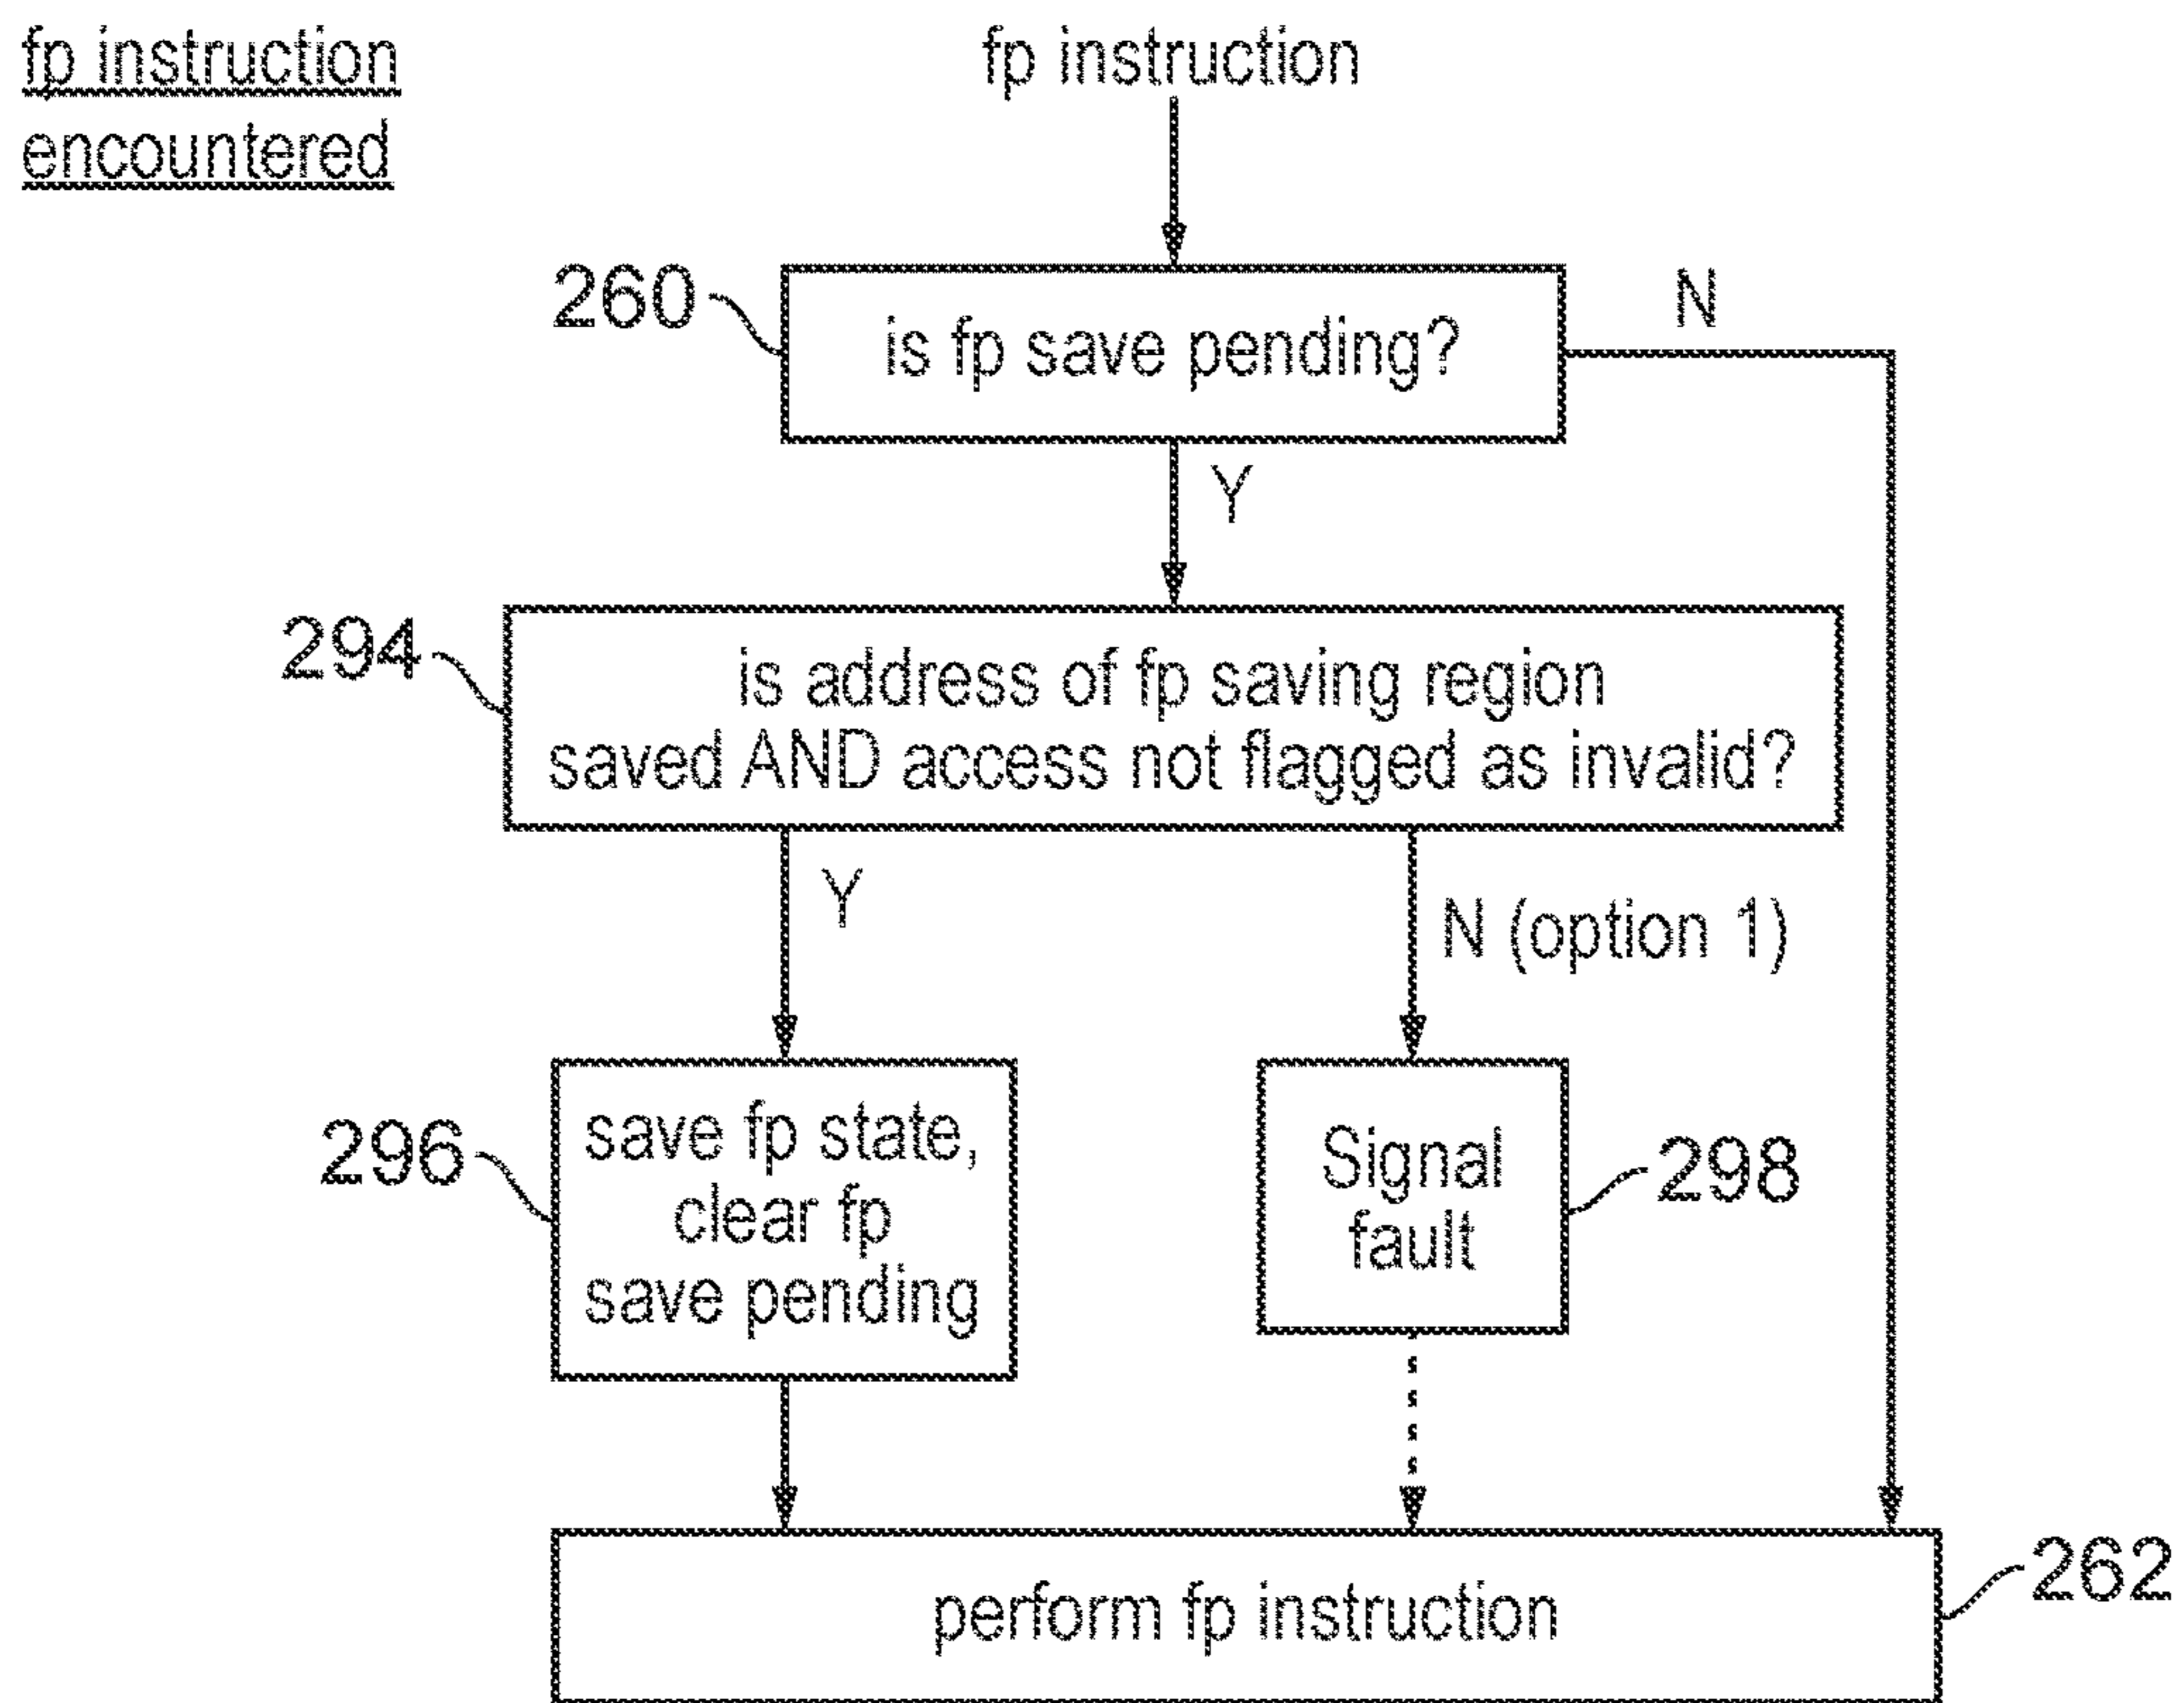 fp instruction
encountered
fp instruction
260
is fp save pending?
N
Y
294
is address of fp saving region
saved AND access not flagged as invalid?
Y
N (option 1)
296
save fp state,
clear fp
save pending
Signal
fault
298
perform fp instruction
262